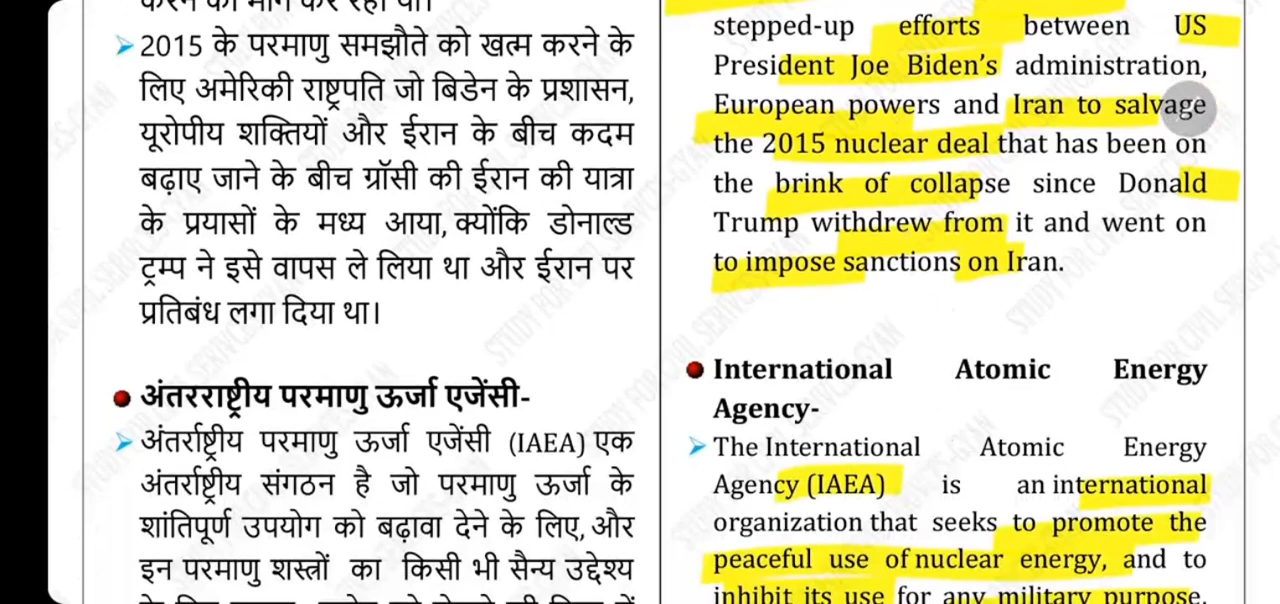 करने की मांग कर रहा था।
2015 के परमाणु समझौते को खत्म करने के
लिए अमेरिकी राष्ट्रपति जो बिडेन के प्रशासन,
यूरोपीय शक्तियों और ईरान के बीच कदम
बढ़ाए जाने के बीच ग्रॉसी की ईरान की यात्रा
के प्रयासों के मध्य आया, क्योंकि डोनाल्ड
ट्रम्प ने इसे वापस ले लिया था और ईरान पर
प्रतिबंध लगा दिया था।
अंतरराष्ट्रीय परमाणु ऊर्जा एजेंसी-
अंतर्राष्ट्रीय परमाणु ऊर्जा एजेंसी (IAEA) एक
अंतर्राष्ट्रीय संगठन है जो परमाणु ऊर्जा के
शांतिपूर्ण उपयोग को बढ़ावा देने के लिए, और
इन परमाणु शस्त्रों का किसी भी सैन्य उद्देश्य
stepped-up efforts between US
President Joe Biden's administration,
European powers and Iran to salvage
the 2015 nuclear deal that has been on
the brink of collapse since Donald
Trump withdrew from it and went on
to impose sanctions on Iran.
International Atomic Energy
Agency-
The International Atomic Energy
Agency (IAEA) is an international
organization that seeks to promote the
peaceful use of nuclear energy, and to
inhibit its use for any military purpose,